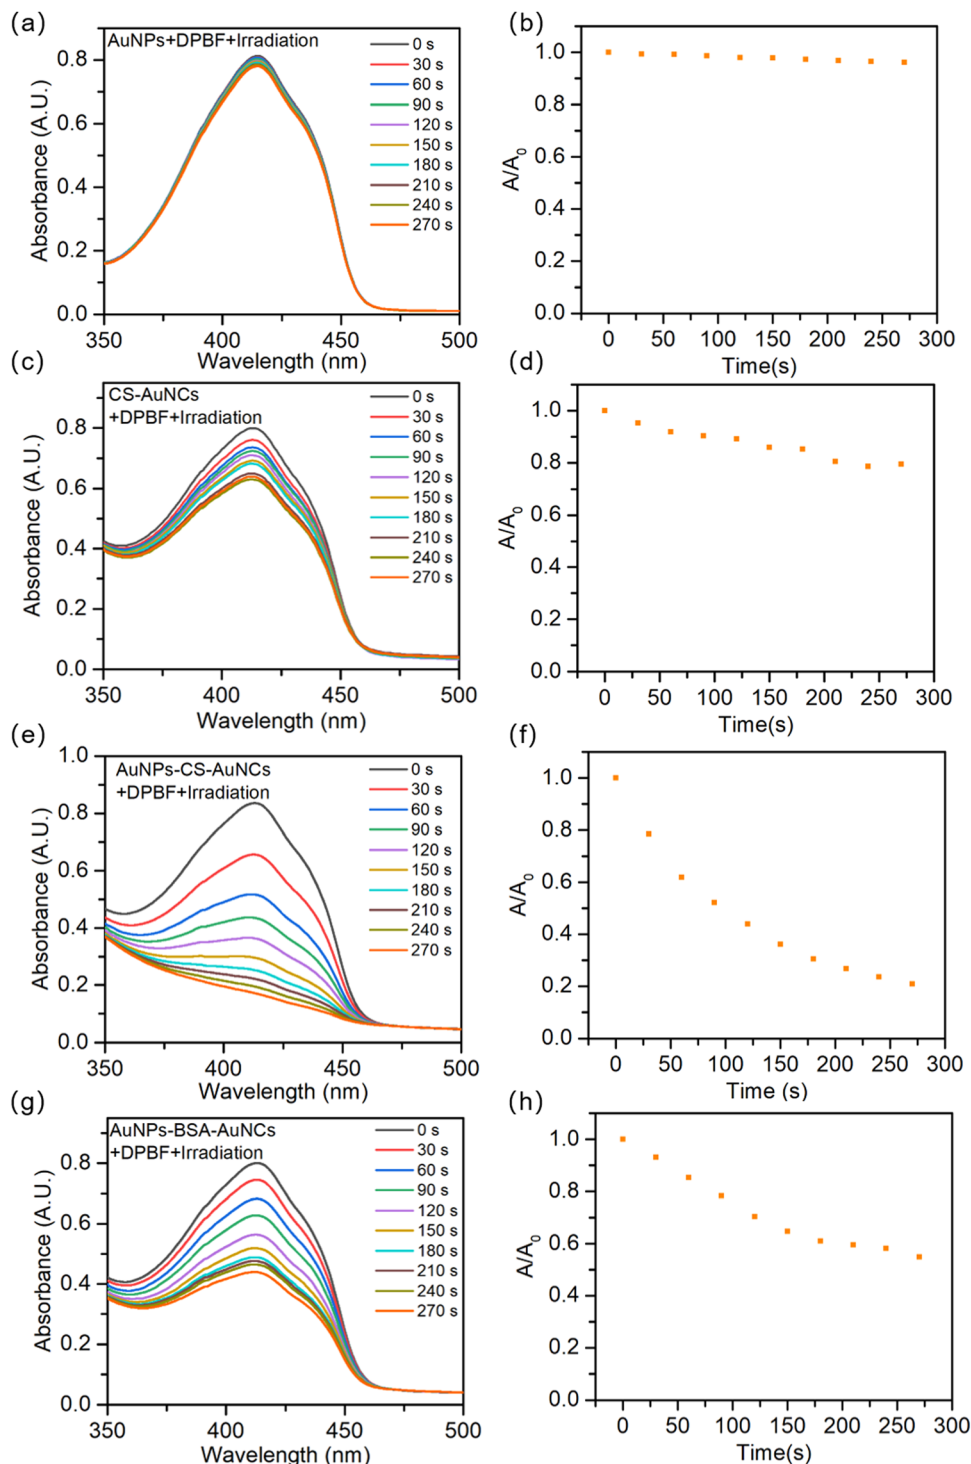 (a)
AuNPs+DPBF+Irradiation
0 s
30 s
60 s
90 s
120 s
150 s
180 s
210 s
240 s
270 s
0.8
0.6
0.4
0.2
0.0
Absorbance (A.U.)
350
400
450
500
Wavelength (nm)
(b)
1.0
0.8
0.6
0.4
0.2
0.0
A/A0
0
50
100
150
200
250
300
Time(s)
(c)
CS-AuNCs
+DPBF+Irradiation
0 s
30 s
60 s
90 s
120 s
150 s
180 s
210 s
240 s
270 s
0.8
0.6
0.4
0.2
0.0
Absorbance (A.U.)
350
400
450
500
Wavelength (nm)
(d)
1.0
0.8
0.6
0.4
0.2
0.0
A/A0
0
50
100
150
200
250
300
Time(s)
(e)
AuNPs-CS-AuNCs
+DPBF+Irradiation
0 s
30 s
60 s
90 s
120 s
150 s
180 s
210 s
240 s
270 s
1.0
0.8
0.6
0.4
0.2
0.0
Absorbance (A.U.)
350
400
450
500
Wavelength (nm)
(f)
1.0
0.8
0.6
0.4
0.2
0.0
A/A0
0
50
100
150
200
250
300
Time (s)
(g)
AuNPs-BSA-AuNCs
+DPBF+Irradiation
0 s
30 s
60 s
90 s
120 s
150 s
180 s
210 s
240 s
270 s
0.8
0.6
0.4
0.2
0.0
Absorbance (A.U.)
350
400
450
500
Wavelength (nm)
(h)
1.0
0.8
0.6
0.4
0.2
0.0
A/A0
0
50
100
150
200
250
300
Time(s)